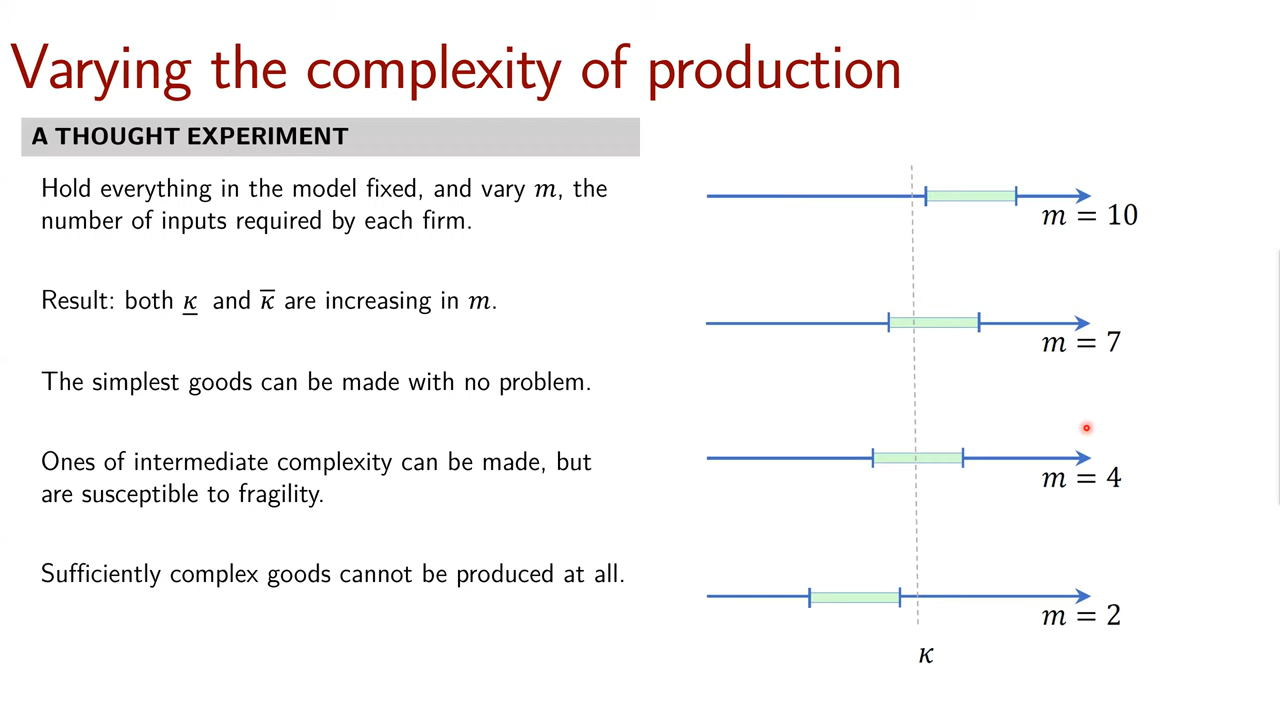 Varying the complexity of production
A THOUGHT EXPERIMENT
Hold everything in the model fixed, and vary m, the
number of inputs required by each firm.
Result: both κ̲ and κ̅ are increasing in m.
The simplest goods can be made with no problem.
Ones of intermediate complexity can be made, but
are susceptible to fragility.
Sufficiently complex goods cannot be produced at all.
m = 10
m = 7
m = 4
m = 2
κ